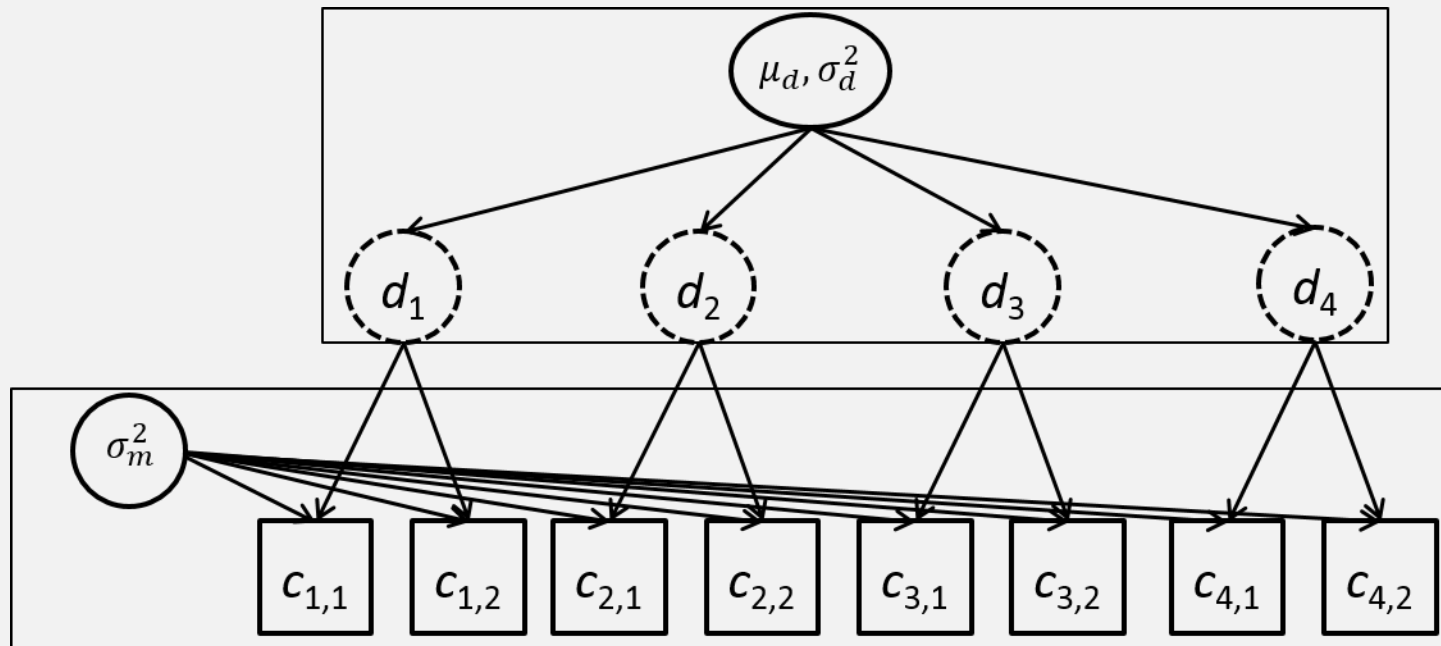 μ_d, σ_d^2
d_1 d_2 d_3 d_4
σ_m^2
c_{1,1} c_{1,2} c_{2,1} c_{2,2} c_{3,1} c_{3,2} c_{4,1} c_{4,2}